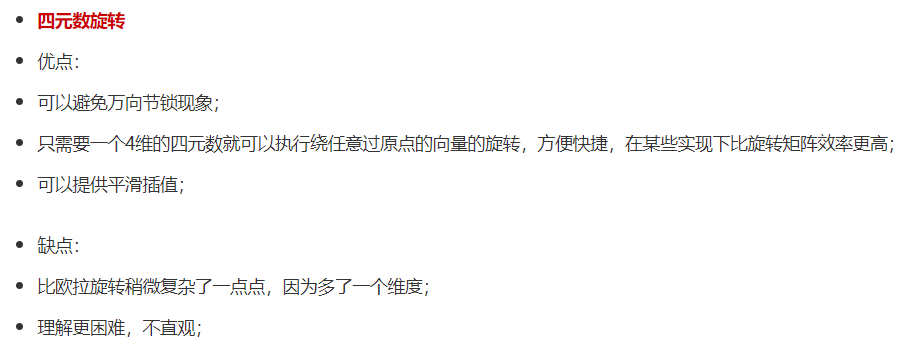 四元数旋转
优点：
可以避免万向节锁现象；
只需要一个4维的四元数就可以执行绕任意过原点的向量的旋转，方便快捷，在某些实现下比旋转矩阵效率更高；
可以提供平滑插值；
缺点：
比欧拉旋转稍微复杂了一点点，因为多了一个维度；
理解更困难，不直观；